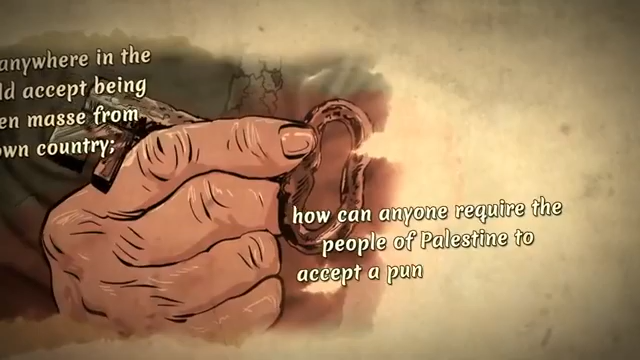 anywhere in the
accept being
en masse from
own country;
how can anyone require the
people of Palestine to
accept a pun